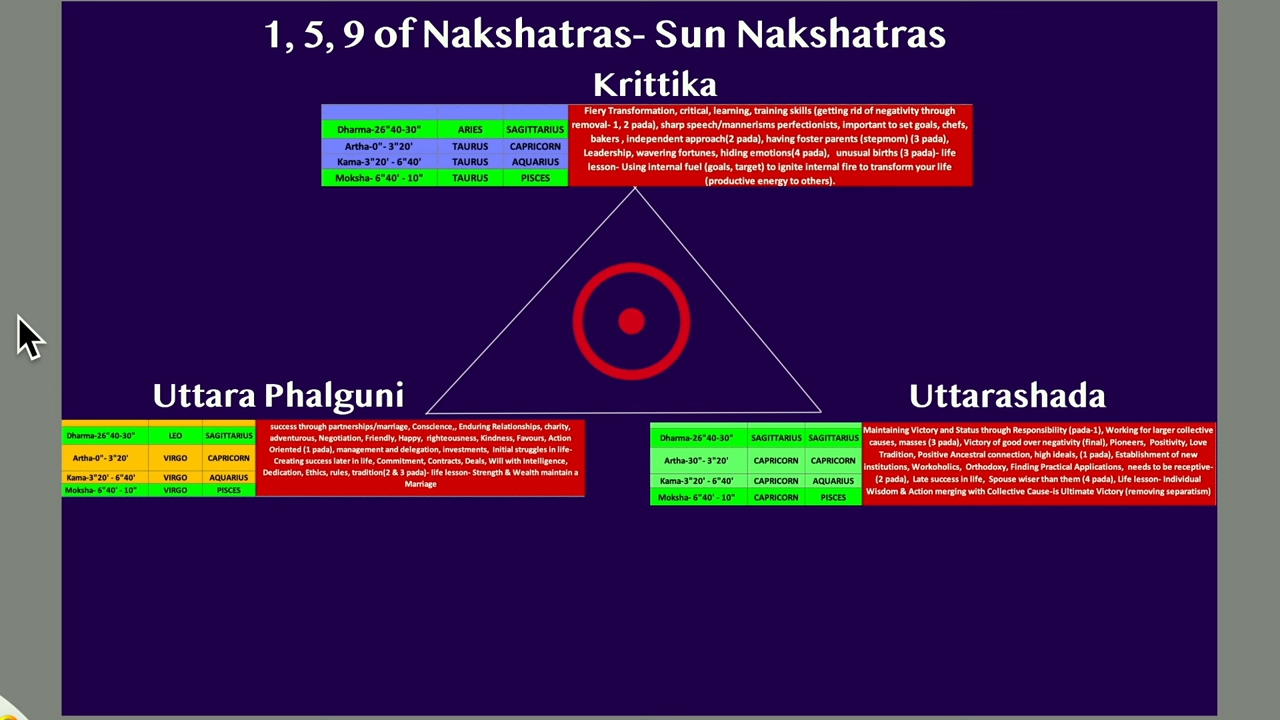 1, 5, 9 of Nakshatras- Sun Nakshatras
Krittika
Dharma-26"40-30" ARIES SAGITTARIUS
Artha-0"- 3"20' TAURUS CAPRICORN
Kama-3"20' - 6"40' TAURUS AQUARIUS
Moksha- 6"40' - 10" TAURUS PISCES
Fiery Transformation, critical, learning, training skills (getting rid of negativity through
removal- 1, 2 pada), sharp speech/mannerisms perfectionists, important to set goals, chefs,
bakers , independent approach(2 pada), having foster parents (stepmom) (3 pada),
Leadership, wavering fortunes, hiding emotions(4 pada), unusual births (3 pada)- life
lesson- Using internal fuel (goals, target) to ignite internal fire to transform your life
(productive energy to others).
Uttara Phalguni
Dharma-26"40-30" LEO SAGITTARIUS
Artha-0"- 3"20' VIRGO CAPRICORN
Kama-3"20' - 6"40' VIRGO AQUARIUS
Moksha- 6"40' - 10" VIRGO PISCES
success through partnerships/marriage, Conscience,, Enduring Relationships, charity,
adventurous, Negotiation, Friendly, Happy, righteousness, Kindness, Favours, Action
Oriented (1 pada), management and delegation, investments, Initial struggles in life-
Creating success later in life, Commitment, Contracts, Deals, Will with Intelligence,
Dedication, Ethics, rules, tradition(2 & 3 pada)- life lesson- Strength & Wealth maintain a
Marriage
Uttarashada
Dharma-26"40-30" SAGITTARIUS SAGITTARIUS
Artha-30"- 3"20' CAPRICORN CAPRICORN
Kama-3"20' - 6"40' CAPRICORN AQUARIUS
Moksha- 6"40' - 10" CAPRICORN PISCES
Maintaining Victory and Status through Responsibility (pada-1), Working for larger collective
causes, masses (3 pada), Victory of good over negativity (final), Pioneers, Positivity, Love
Tradition, Positive Ancestral connection, high ideals, (1 pada), Establishment of new
institutions, Workoholics, Orthodoxy, Finding Practical Applications, needs to be receptive-
(2 pada), Late success in life, Spouse wiser than them (4 pada), Life lesson- Individual
Wisdom & Action merging with Collective Cause-is Ultimate Victory (removing separatism)